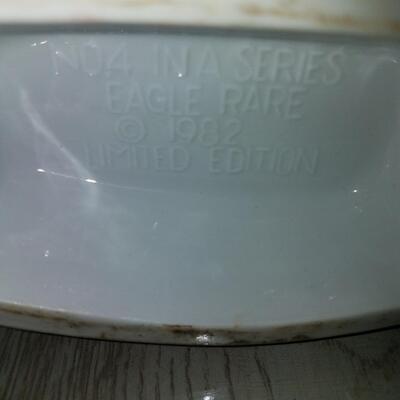 NO.4 IN A SERIES
EAGLE RARE
© 1982
LIMITED EDITION